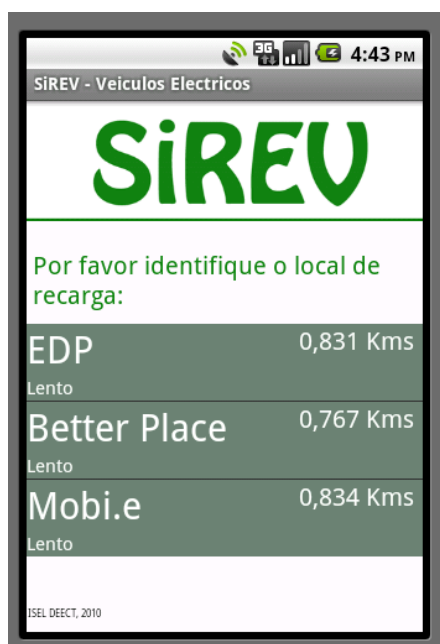 3G 4:43 PM
SiREV - Veiculos Electricos
SiREV
Por favor identifique o local de
recarga:
EDP 0,831 Kms
Lento
Better Place 0,767 Kms
Lento
Mobi.e 0,834 Kms
Lento
ISEL DEECT, 2010